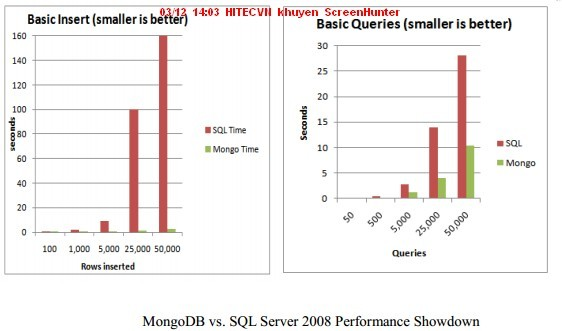 03/12 14:03 HITECVN khuyen ScreenHunter
Basic Insert (smaller is better)
160
140
120
100
80
60
40
20
0
seconds
100 1,000 5,000 25,000 50,000
Rows inserted
SQL Time
Mongo Time
Basic Queries (smaller is better)
30
25
20
15
10
5
0
Seconds
50 500 5,000 25,000 50,000
Queries
SQL
Mongo
MongoDB vs. SQL Server 2008 Performance Showdown